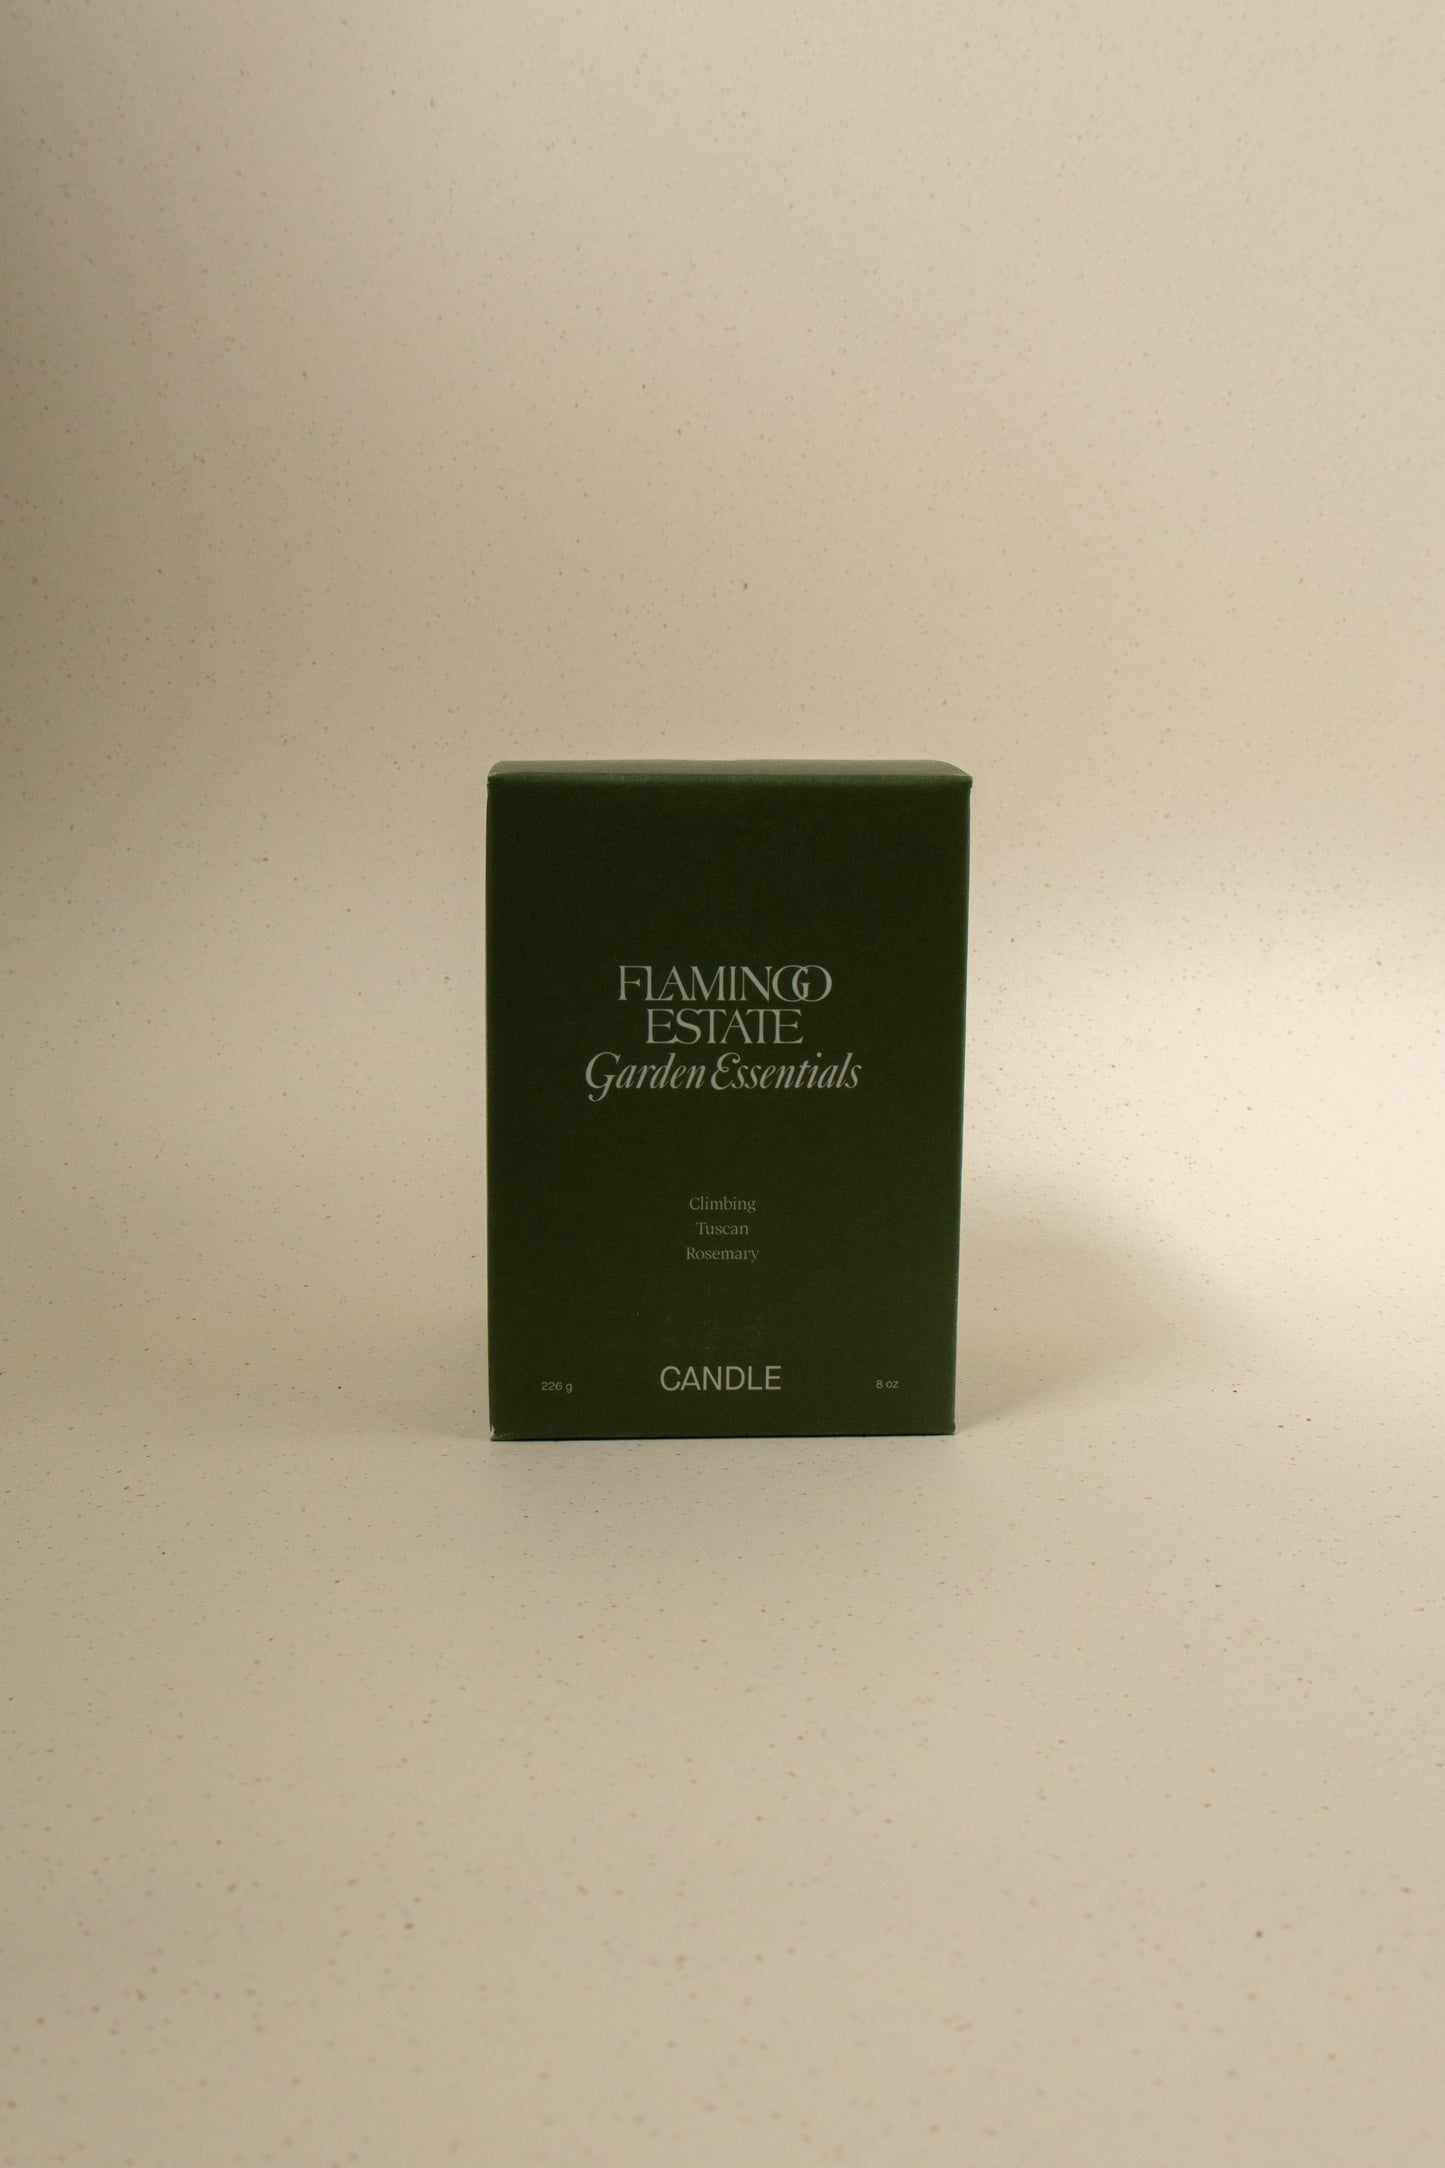 FLAMINGO
ESTATE
Garden Essentials
Climbing
Tuscan
Rosemary
226 g CANDLE 8 oz